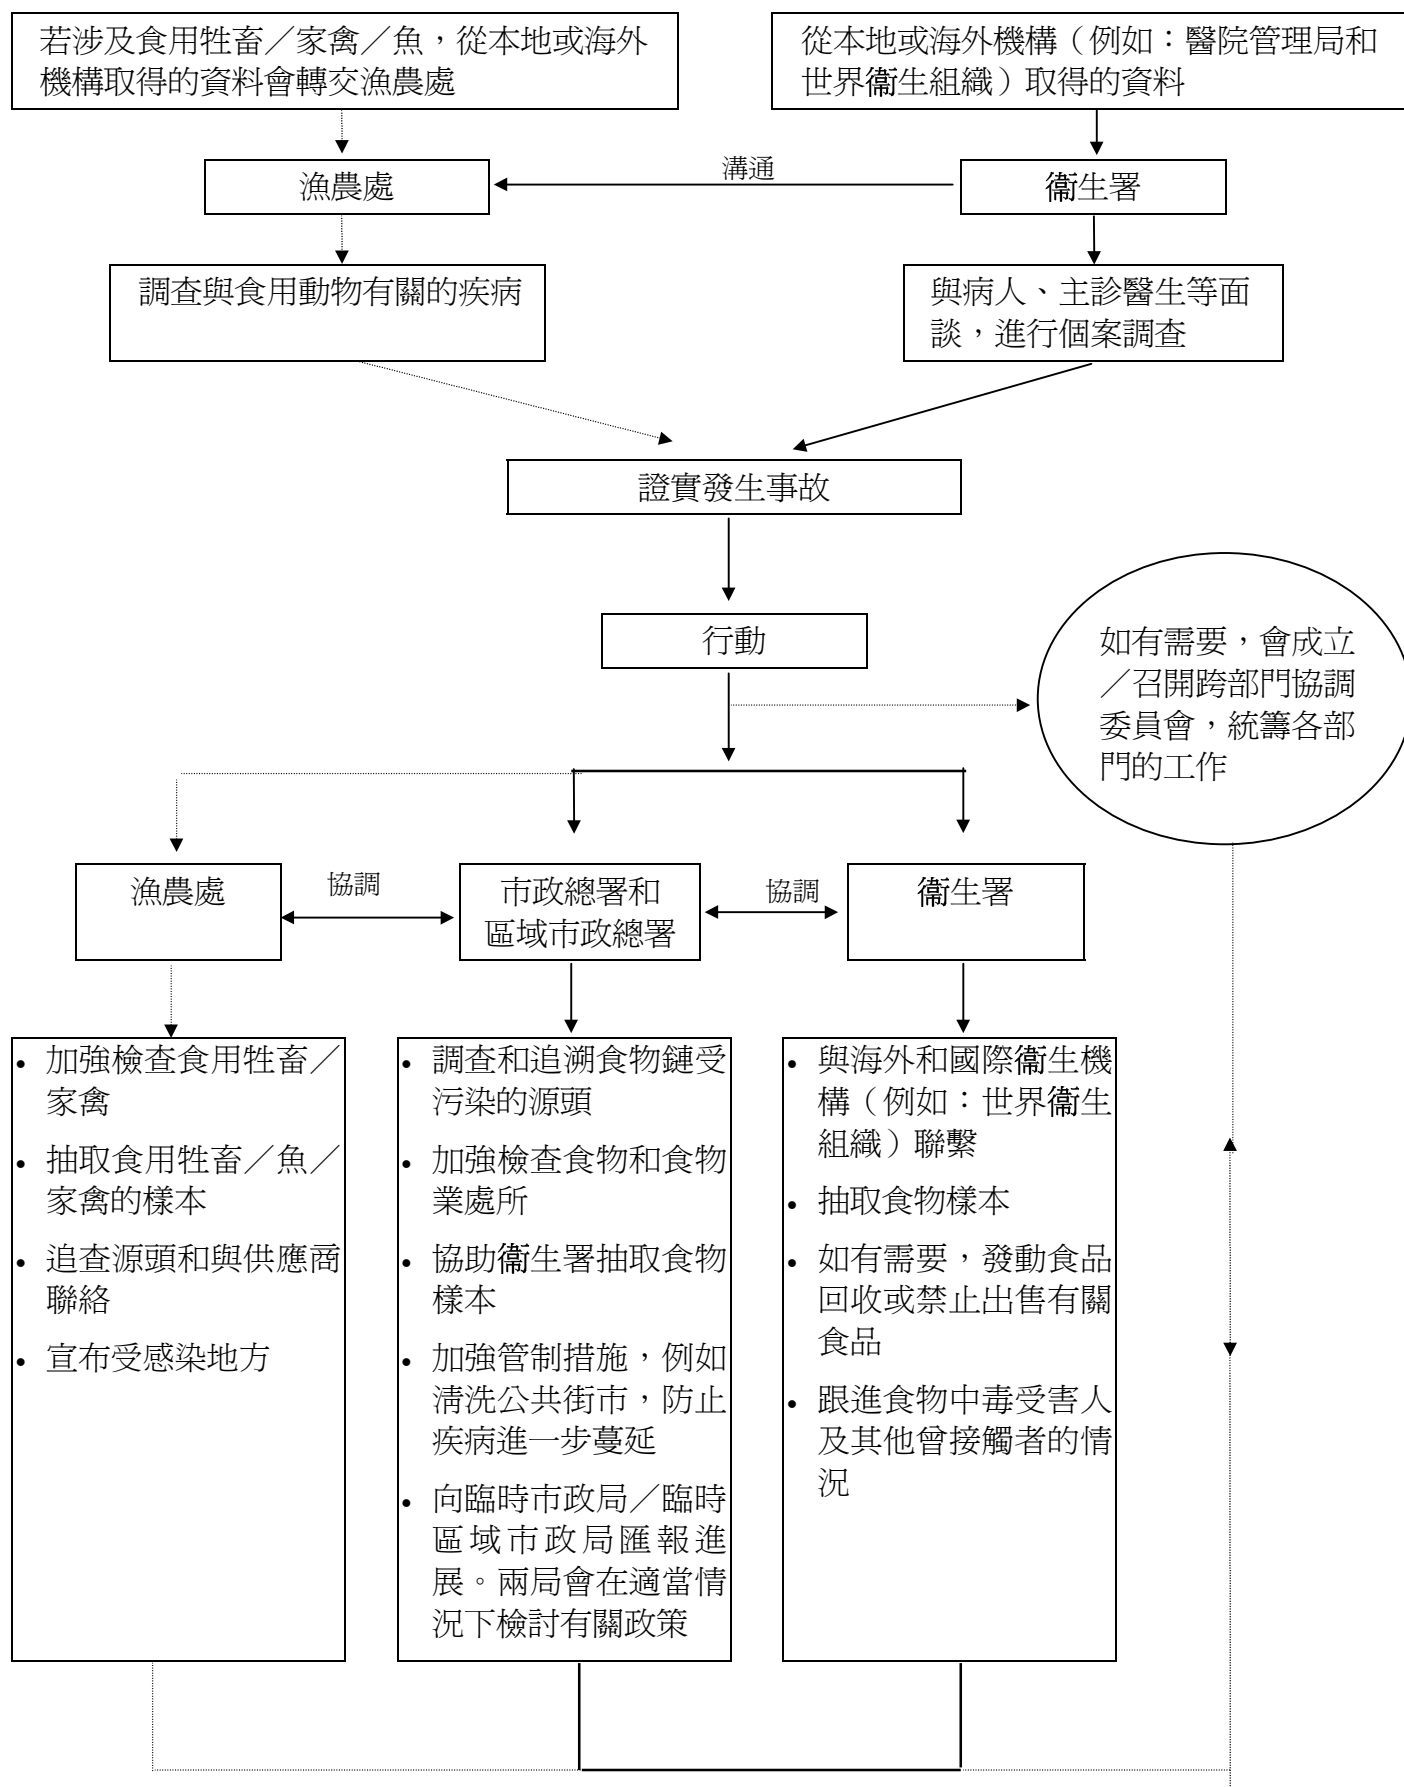 若涉及食用牲畜／家禽／魚，從本地或海外
機構取得的資料會轉交漁農處
從本地或海外機構（例如：醫院管理局和
世界衞生組織）取得的資料
漁農處
溝通
衞生署
調查與食用動物有關的疾病
與病人、主診醫生等面
談，進行個案調查
證實發生事故
行動
如有需要，會成立
／召開跨部門協調
委員會，統籌各部
門的工作
漁農處
協調
市政總署和
區域市政總署
協調
衞生署
• 加強檢查食用牲畜／
家禽
• 抽取食用牲畜／魚／
家禽的樣本
• 追查源頭和與供應商
聯絡
• 宣布受感染地方
• 調查和追溯食物鏈受
污染的源頭
• 加強檢查食物和食物
業處所
• 協助衞生署抽取食物
樣本
• 加強管制措施，例如
清洗公共街市，防止
疾病進一步蔓延
• 向臨時市政局／臨時
區域市政局匯報進
展。兩局會在適當情
況下檢討有關政策
• 與海外和國際衞生機
構（例如：世界衞生
組織）聯繫
• 抽取食物樣本
• 如有需要，發動食品
回收或禁止出售有關
食品
• 跟進食物中毒受害人
及其他曾接觸者的情
況